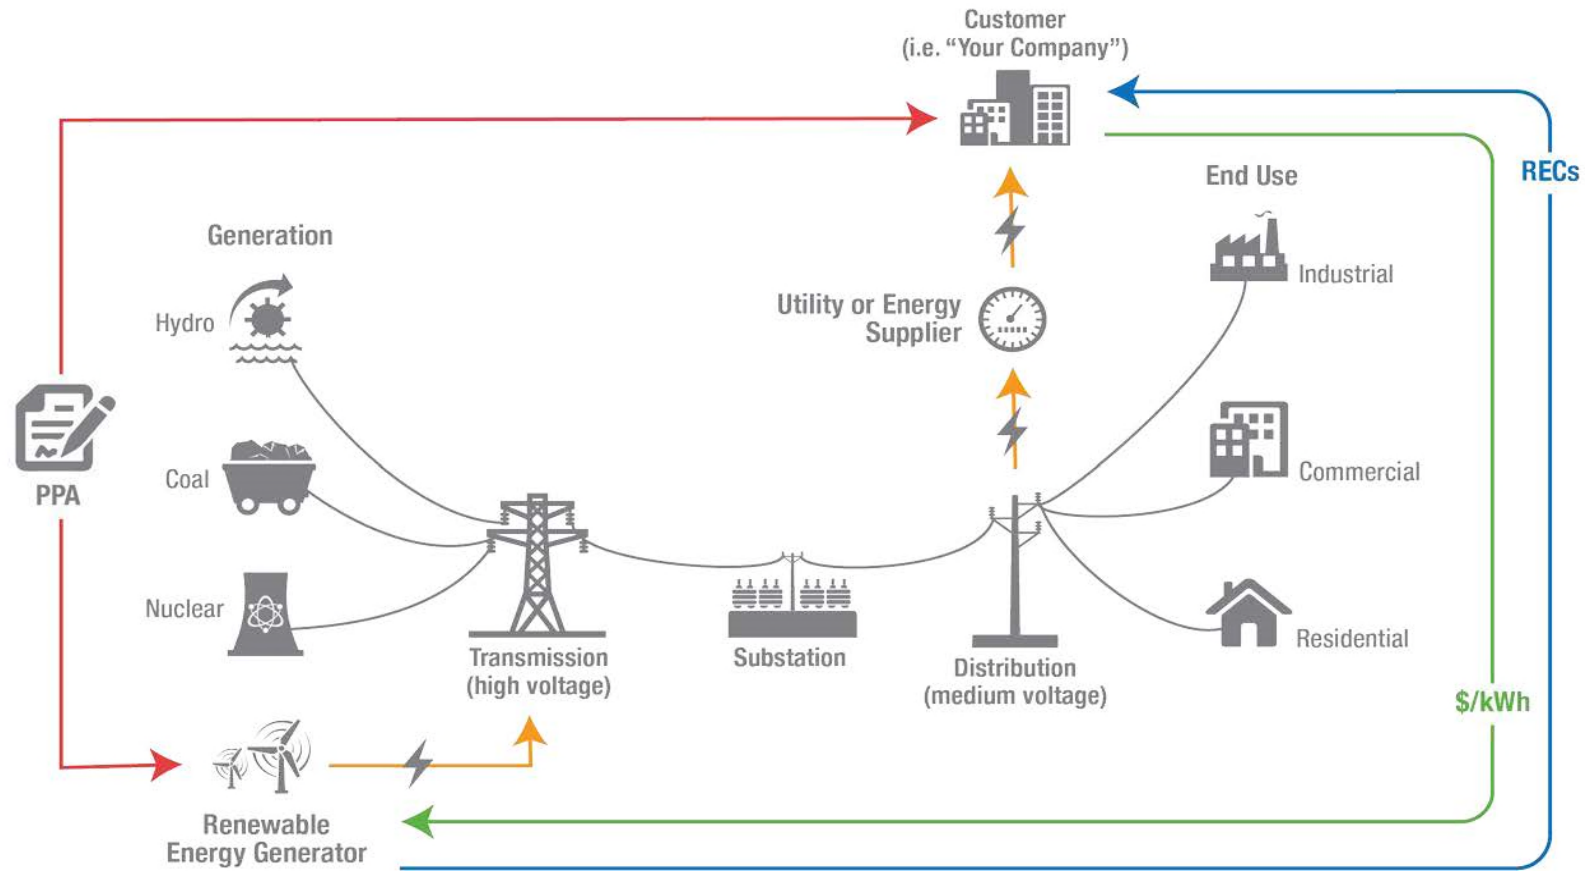 Customer
(i.e. “Your Company”)
RECs
End Use
Generation
Industrial
Hydro
Utility or Energy
Supplier
Coal
Commercial
PPA
Nuclear
Residential
Transmission
(high voltage)
Substation
Distribution
(medium voltage)
$/kWh
Renewable
Energy Generator